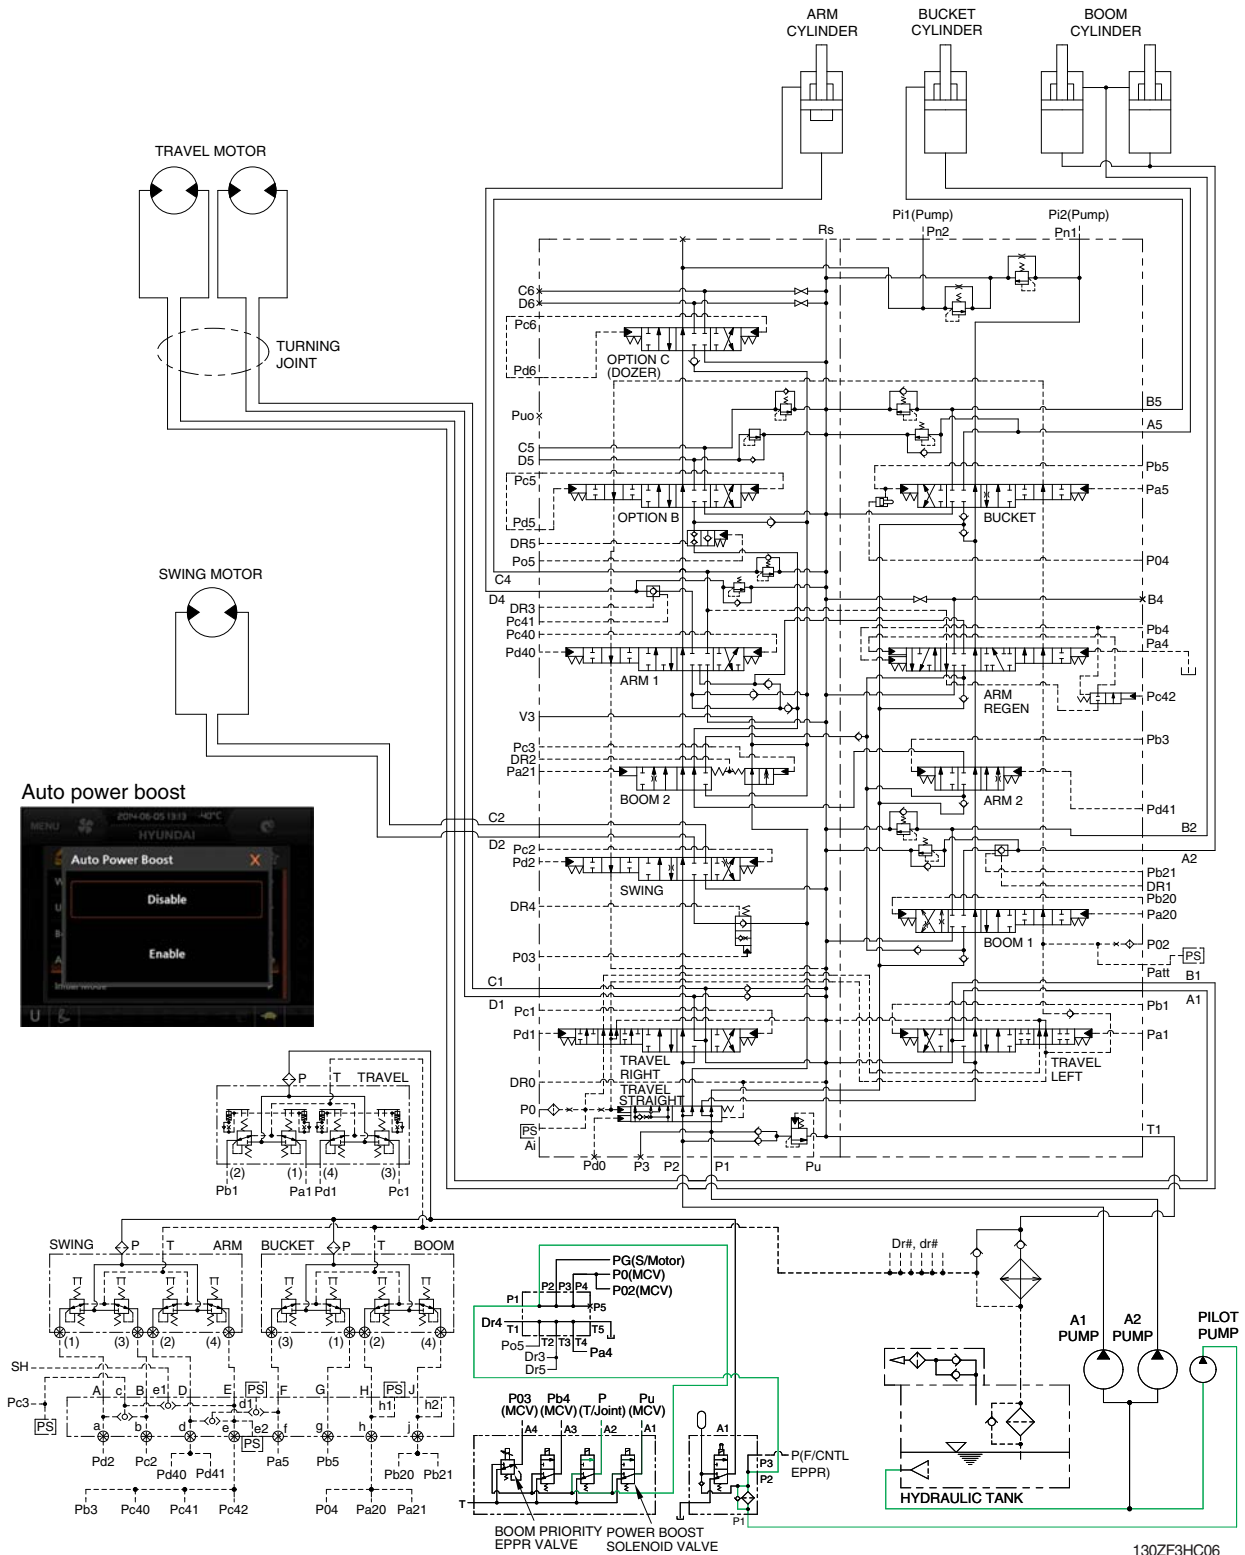 ARM
CYLINDER
BUCKET
CYLINDER
BOOM
CYLINDER
TRAVEL MOTOR
TURNING
JOINT
Pi1(Pump)
Pn2
Pi2(Pump)
Pn1
Rs
C6
D6
Pc6
Pd6
OPTION C
(DOZER)
Puo
C5
D5
Pc5
Pd5
OPTION B
DR5
Po5
B5
A5
Pb5
Pa5
BUCKET
P04
SWING MOTOR
C4
D4
DR3
Pc41
Pc40
Pd40
ARM 1
B4
Pb4
Pa4
ARM
REGEN
Pc42
V3
Pc3
DR2
Pa21
BOOM 2
Pb3
ARM 2
Pd41
C2
D2
Pc2
Pd2
SWING
DR4
P03
B2
A2
Pb21
DR1
Pb20
Pa20
BOOM 1
P02
PS
Patt
B1
A1
C1
D1
Pc1
Pd1
TRAVEL
RIGHT
Pb1
Pa1
TRAVEL
LEFT
DR0
TRAVEL
STRAIGHT
P0
PS
Ai
Pd0
P3
P2
P1
Pu
T1
Auto power boost
MENU
2014-06-05 13:13
-40°C
HYUNDAI
Auto Power Boost
X
Disable
Enable
Initial Mode
U
P
T
TRAVEL
(2)
(1)
(4)
(3)
Pb1
Pa1
Pd1
Pc1
SWING
P
T
ARM
BUCKET
P
T
BOOM
(1)
(3)
(2)
(4)
(3)
(1)
(2)
(4)
SH
Pc3
PS
A
c
B
e1
D
E
PS
d1
F
G
H
PS
h1
J
h2
a
b
d
e
e2
PS
f
g
h
j
Pd2
Pc2
Pd40
Pd41
Pa5
Pb5
Pb20
Pb21
Pb3
Pc40
Pc41
Pc42
P04
Pa20
Pa21
PG(S/Motor)
P0(MCV)
P02(MCV)
P1
P2
P3
P4
P5
Dr4
T1
T2
T3
T4
T5
Po5
Dr3
Dr5
Pa4
P03
(MCV)
Pb4
(MCV)
P
(T/Joint)
Pu
(MCV)
A4
A3
A2
A1
T
BOOM PRIORITY
EPPR VALVE
POWER BOOST
SOLENOID VALVE
A1
P3
P2
P1
P(F/CNTL
EPPR)
Dr#, dr#
A1
PUMP
A2
PUMP
PILOT
PUMP
HYDRAULIC TANK
130ZF3HC06